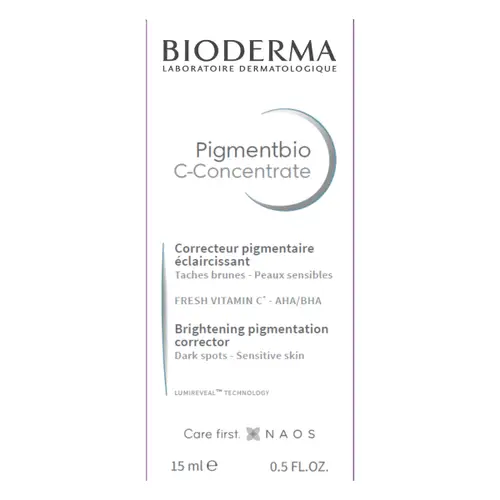 BIODERMA
LABORATOIRE DERMATOLOGIQUE
Pigmentbio
C-Concentrate
Correcteur pigmentaire
éclaircissant
Taches brunes - Peaux sensibles
FRESH VITAMIN C* - AHA/BHA
Brightening pigmentation
corrector
Dark spots - Sensitive skin
LUMIREVEAL™ TECHNOLOGY
Care first. NAOS
15 ml e 0.5 FL.OZ.